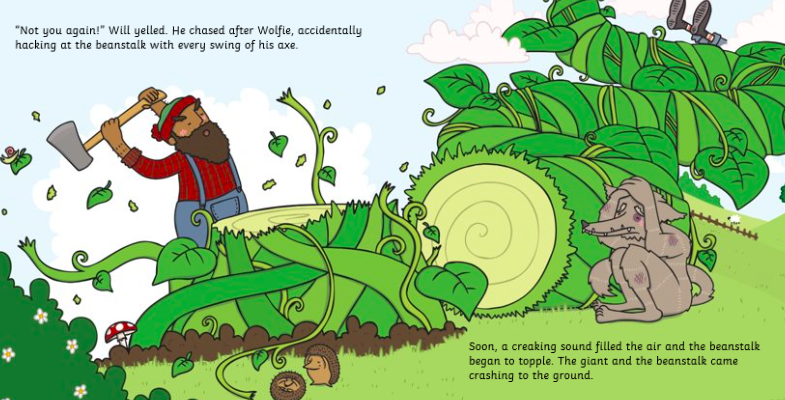 “Not you again!” Will yelled. He chased after Wolfie, accidentally
hacking at the beanstalk with every swing of his axe.
Soon, a creaking sound filled the air and the beanstalk
began to topple. The giant and the beanstalk came
crashing to the ground.